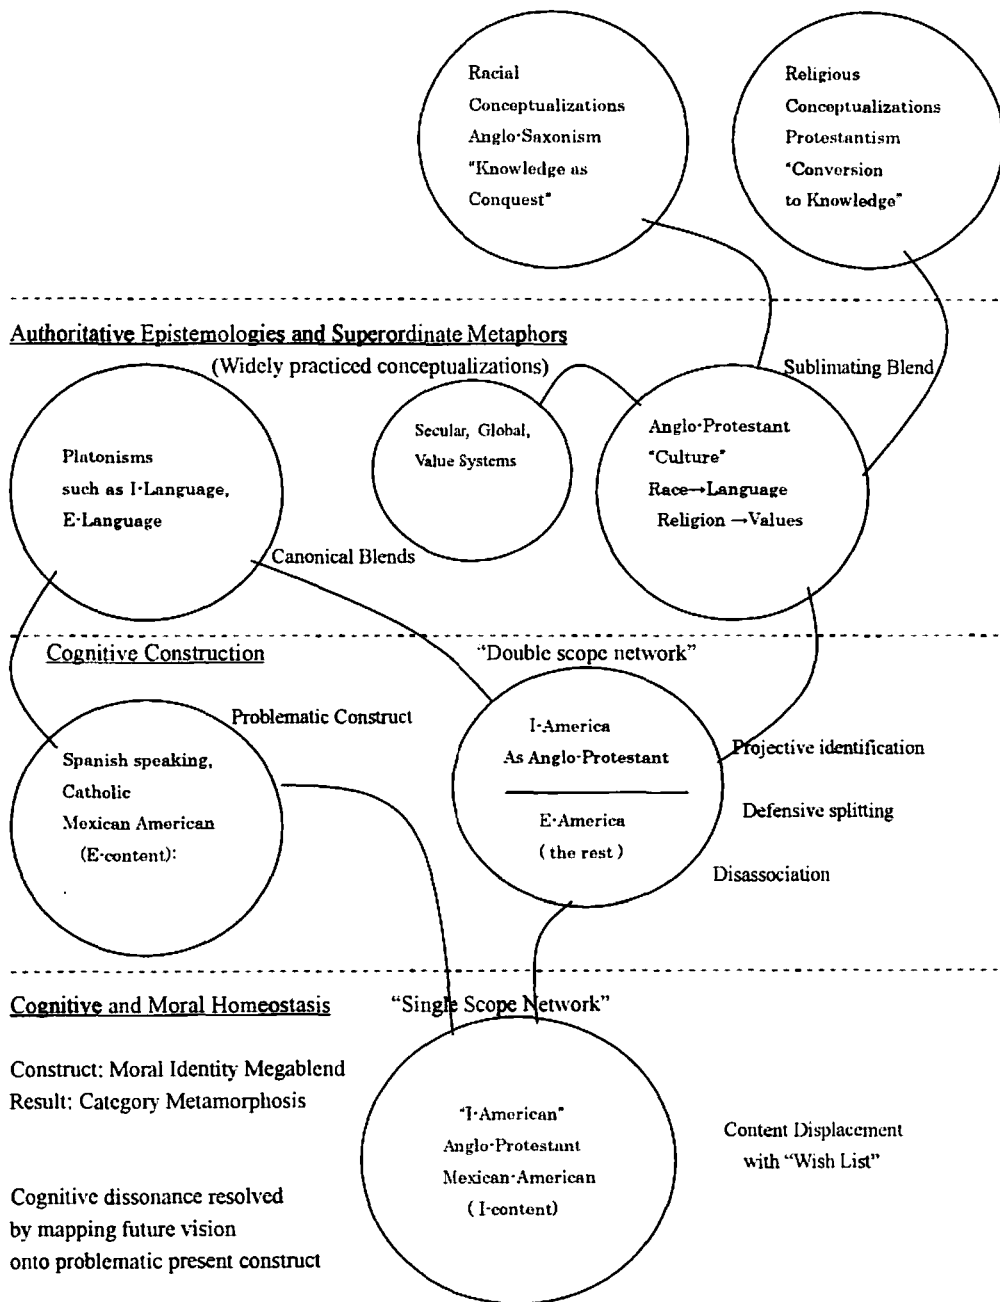 Racial
Conceptualizations
Anglo-Saxonism
"Knowledge as
Conquest"
Religious
Conceptualizations
Protestantism
"Conversion
to Knowledge"
Authoritative Epistemologies and Superordinate Metaphors
(Widely practiced conceptualizations)
Sublimating Blend
Platonisms
such as I-Language,
E-Language
Secular, Global,
Value Systems
Anglo-Protestant
"Culture"
Race→Language
Religion →Values
Canonical Blends
Cognitive Construction
"Double scope network"
Problematic Construct
Spanish speaking,
Catholic
Mexican American
(E-content):
I-America
As Anglo-Protestant
E-America
( the rest )
Projective identification
Defensive splitting
Disassociation
Cognitive and Moral Homeostasis
"Single Scope Network"
Construct: Moral Identity Megablend
Result: Category Metamorphosis
Cognitive dissonance resolved
by mapping future vision
onto problematic present construct
"I-American"
Anglo-Protestant
Mexican-American
( I-content)
Content Displacement
with "Wish List"